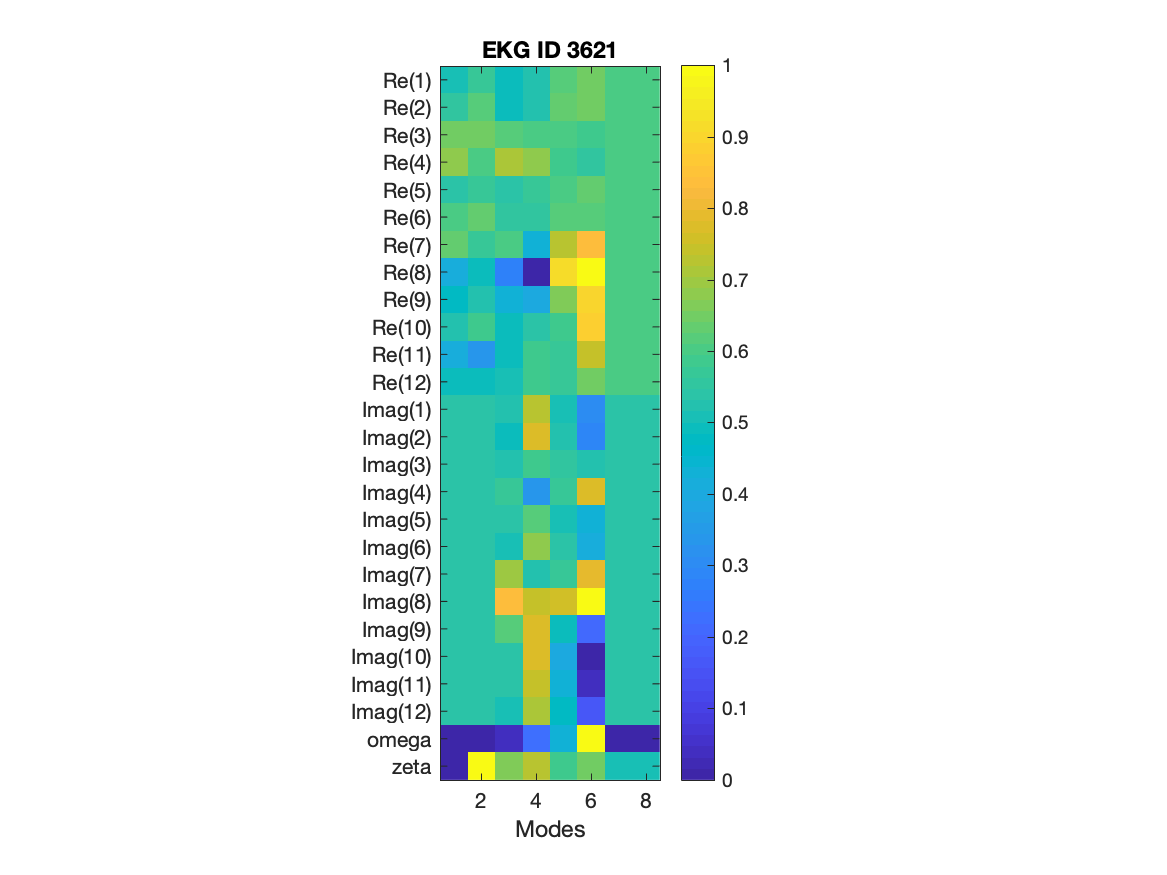 EKG ID 3621
Re(1)
Re(2)
Re(3)
Re(4)
Re(5)
Re(6)
Re(7)
Re(8)
Re(9)
Re(10)
Re(11)
Re(12)
Imag(1)
Imag(2)
Imag(3)
Imag(4)
Imag(5)
Imag(6)
Imag(7)
Imag(8)
Imag(9)
Imag(10)
Imag(11)
Imag(12)
omega
zeta
2 4 6 8
Modes
1
0.9
0.8
0.7
0.6
0.5
0.4
0.3
0.2
0.1
0